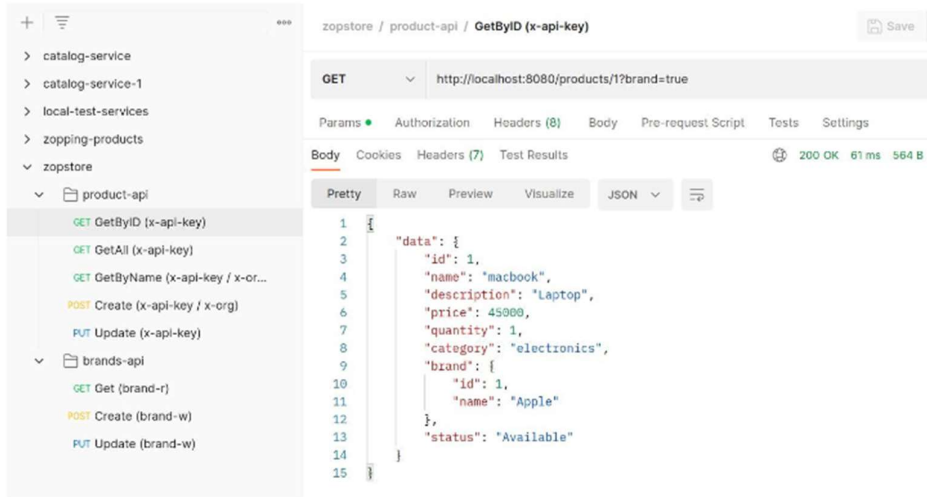 zopstore / product-api / GetByID (x-api-key)
Save
catalog-service
catalog-service-1
local-test-services
zopping-products
zopstore
product-api
GET GetByID (x-api-key)
GET GetAll (x-api-key)
GET GetByName (x-api-key / x-or...
POST Create (x-api-key / x-org)
PUT Update (x-api-key)
brands-api
GET Get (brand-r)
POST Create (brand-w)
PUT Update (brand-w)
GET http://localhost:8080/products/1?brand=true
Params Authorization Headers (8) Body Pre-request Script Tests Settings
Body Cookies Headers (7) Test Results 200 OK 61 ms 564 B
Pretty Raw Preview Visualize JSON
1 {
2 "data": {
3 "id": 1,
4 "name": "macbook",
5 "description": "Laptop",
6 "price": 45000,
7 "quantity": 1,
8 "category": "electronics",
9 "brand": {
10 "id": 1,
11 "name": "Apple"
12 },
13 "status": "Available"
14 }
15 }